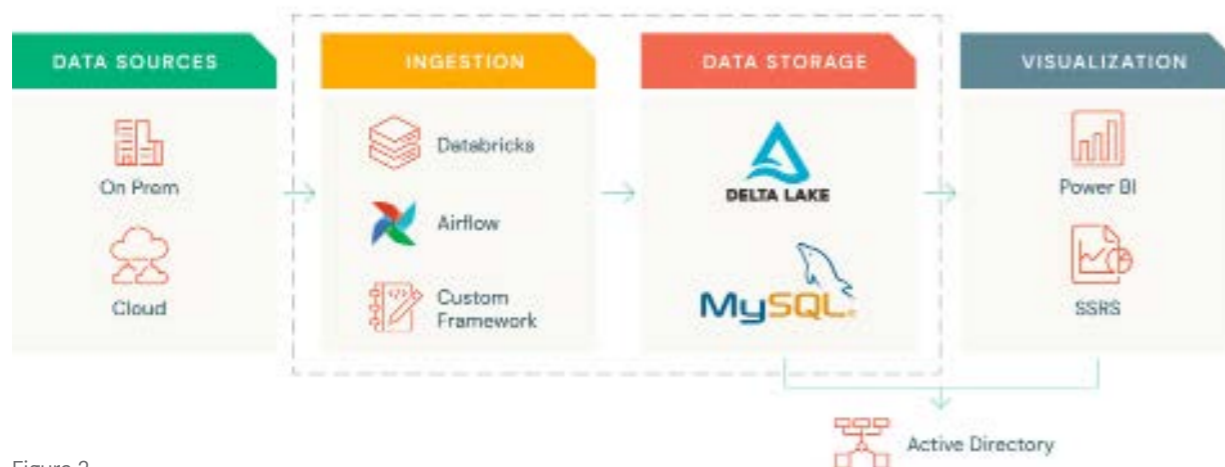 DATA SOURCES
On Prem
Cloud
INGESTION
Databricks
Airflow
Custom
Framework
DATA STORAGE
DELTA LAKE
MySQL
VISUALIZATION
Power BI
SSRS
Active Directory
Figure 2